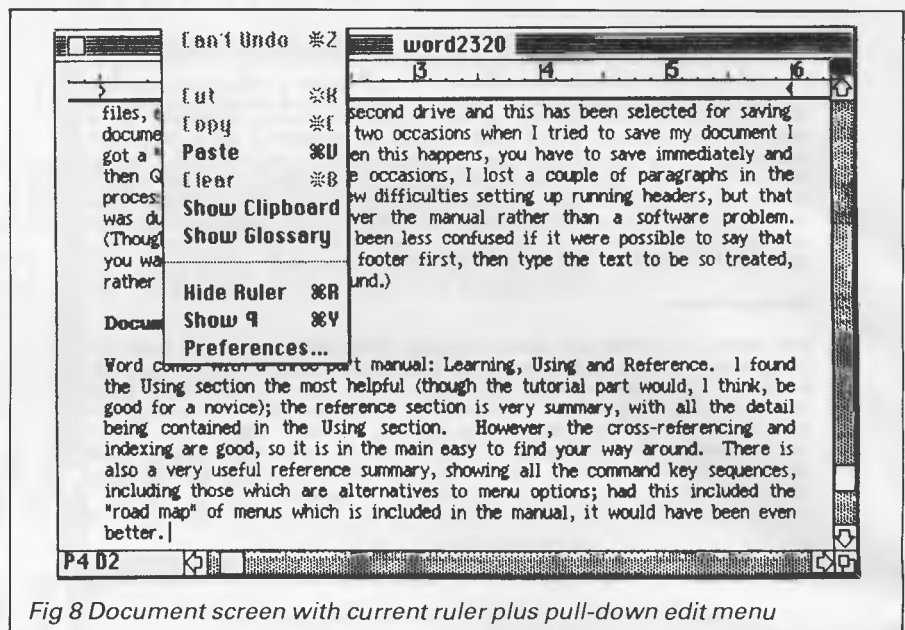 word2320
3 4 5 6
Can't Undo ⌘Z
Cut ⌘X
Copy ⌘C
Paste ⌘V
Clear ⌘B
Show Clipboard
Show Glossary
Hide Ruler ⌘R
Show ¶ ⌘Y
Preferences...
files, second drive and this has been selected for saving
docume two occasions when I tried to save my document I
got a " en this happens, you have to save immediately and
then Q e occasions, I lost a couple of paragraphs in the
proces ew difficulties setting up running headers, but that
was du ver the manual rather than a software problem.
(Thoug been less confused if it were possible to say that
you wa footer first, then type the text to be so treated,
rather und.)
Docum
Word comes with a three part manual: Learning, Using and Reference. I found
the Using section the most helpful (though the tutorial part would, I think, be
good for a novice); the reference section is very summary, with all the detail
being contained in the Using section. However, the cross-referencing and
indexing are good, so it is in the main easy to find your way around. There is
also a very useful reference summary, showing all the command key sequences,
including those which are alternatives to menu options; had this included the
"road map" of menus which is included in the manual, it would have been even
better.
P4 D2
Fig 8 Document screen with current ruler plus pull-down edit menu